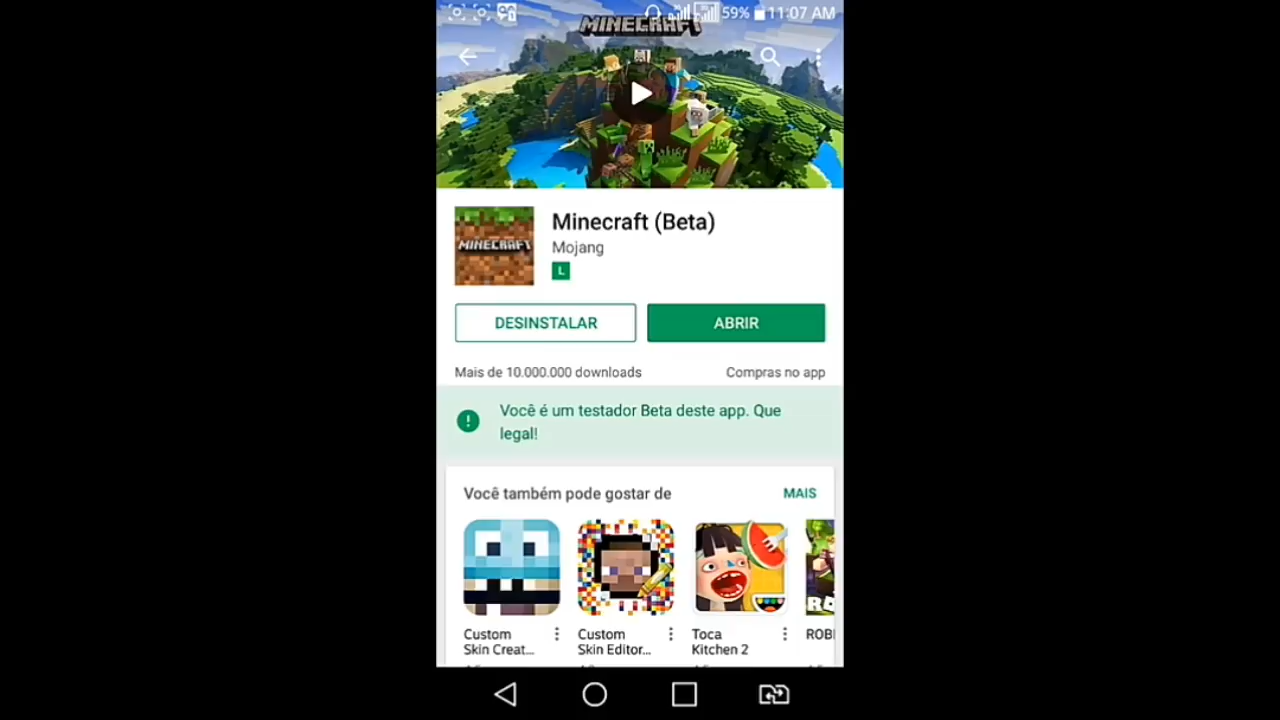 59% 11:07 AM
MINECRAFT
MINECRAFT
Minecraft (Beta)
Mojang
L
DESINSTALAR
ABRIR
Mais de 10.000.000 downloads
Compras no app
Você é um testador Beta deste app. Que
legal!
Você também pode gostar de
MAIS
Custom
Skin Creat...
Custom
Skin Editor...
Toca
Kitchen 2
ROB